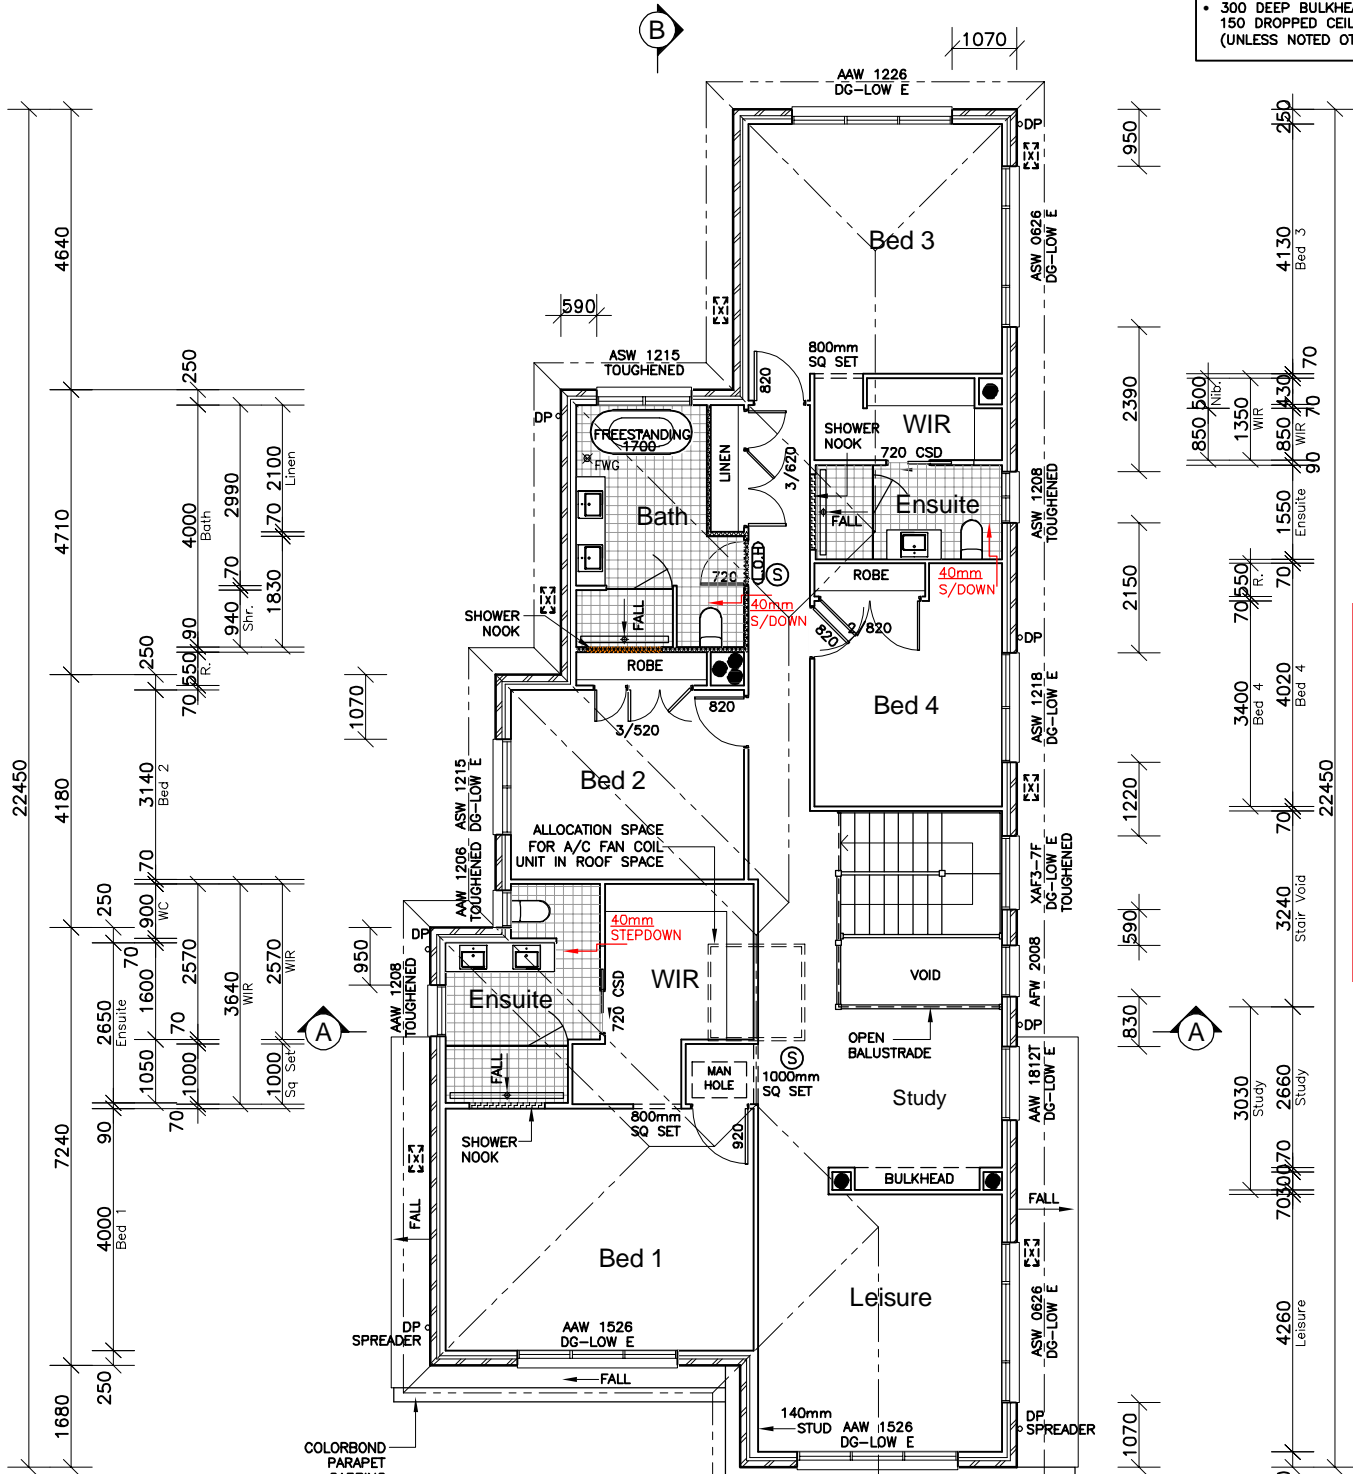 • 300 DEEP BULKHEA
150 DROPPED CEIL
(UNLESS NOTED OT
B
1070
AAW 1226
DG-LOW E
DP
950
250
4640
4130
Bed 3
Bed 3
ASW 0626
DG-LOW E
590
ASW 1215
TOUGHENED
800mm
SQ SET
820
2390
70
250
DP
FREESTANDING
1700
FWG
LINEN
3/620
SHOWER
NOOK
WIR
720 CSD
850 500
Nib.
1350
WIR
850 430
WIR 70
90
4710
4000
Bath
2990
2100
Linen
70
1830
70
940
Shr.
Bath
Ensuite
FALL
ASW 1208
TOUGHENED
1550
Ensuite
720
L.O.H
S
ROBE
40mm
S/DOWN
40mm
S/DOWN
2150
70 550
R.
70
SHOWER
NOOK
FALL
820
2/820
DP
250
90
550
R.
70
ROBE
1070
820
3/520
Bed 4
ASW 1218
DG-LOW E
3400
Bed 4
4020
Bed 4
22450
22450
4180
3140
Bed 2
Bed 2
ASW 1215
DG-LOW E
ALLOCATION SPACE
FOR A/C FAN COIL
UNIT IN ROOF SPACE
1220
70
XAF3-7F
DG-LOW E
TOUGHENED
70
250
900
WC
AAW 1206
TOUGHENED
40mm
STEPDOWN
590
3240
Stair Void
DP
950
70
2650
Ensuite
1600
2570
3640
WIR
2570
WIR
AAW 1208
TOUGHENED
Ensuite
720 CSD
WIR
VOID
AFW 2008
A
A
DP
830
OPEN
BALUSTRADE
1050
70
1000
1000
Sq Set
FALL
MAN
HOLE
S
1000mm
SQ SET
Study
AAW 1812T
DG-LOW E
3030
Study
2660
Study
90
70
SHOWER
NOOK
800mm
SQ SET
920
BULKHEAD
70
300
70
7240
4000
Bed 1
FALL
FALL
Bed 1
Leisure
ASW 0626
DG-LOW E
4260
Leisure
DP
SPREADER
AAW 1526
DG-LOW E
250
FALL
1680
140mm
STUD
AAW 1526
DG-LOW E
DP
SPREADER
1070
COLORBOND
PARAPET